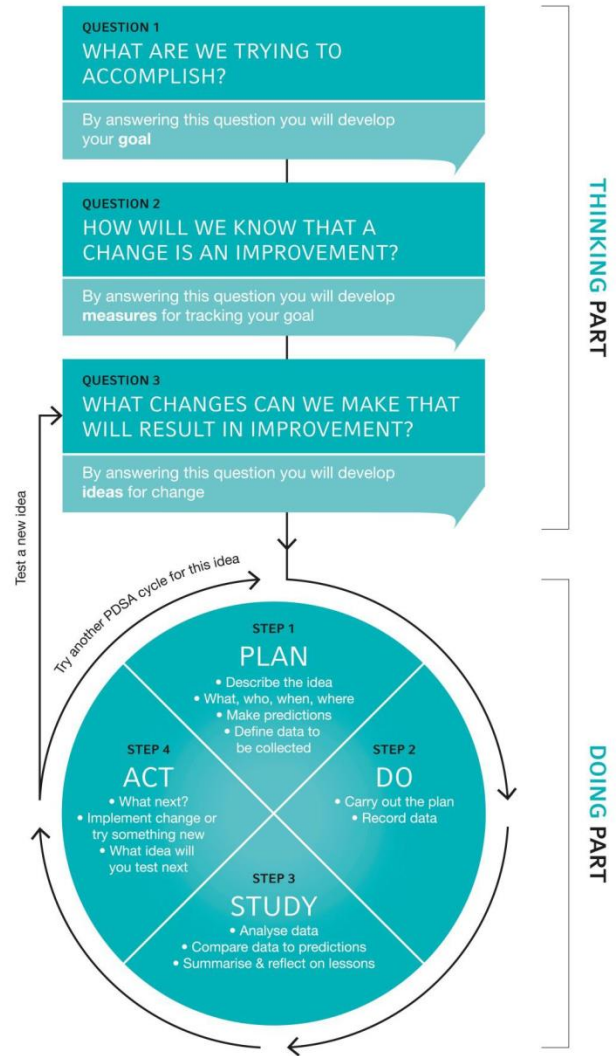 QUESTION 1
WHAT ARE WE TRYING TO
ACCOMPLISH?
By answering this question you will develop
your goal
QUESTION 2
HOW WILL WE KNOW THAT A
CHANGE IS AN IMPROVEMENT?
By answering this question you will develop
measures for tracking your goal
QUESTION 3
WHAT CHANGES CAN WE MAKE THAT
WILL RESULT IN IMPROVEMENT?
By answering this question you will develop
ideas for change
THINKING PART
Test a new idea
Try another PDSA cycle for this idea
STEP 1
PLAN
• Describe the idea
• What, who, when, where
• Make predictions
• Define data to
be collected
STEP 2
DO
• Carry out the plan
• Record data
STEP 3
STUDY
• Analyse data
• Compare data to predictions
• Summarise & reflect on lessons
STEP 4
ACT
• What next?
• Implement change or
try something new
• What idea will
you test next
DOING PART